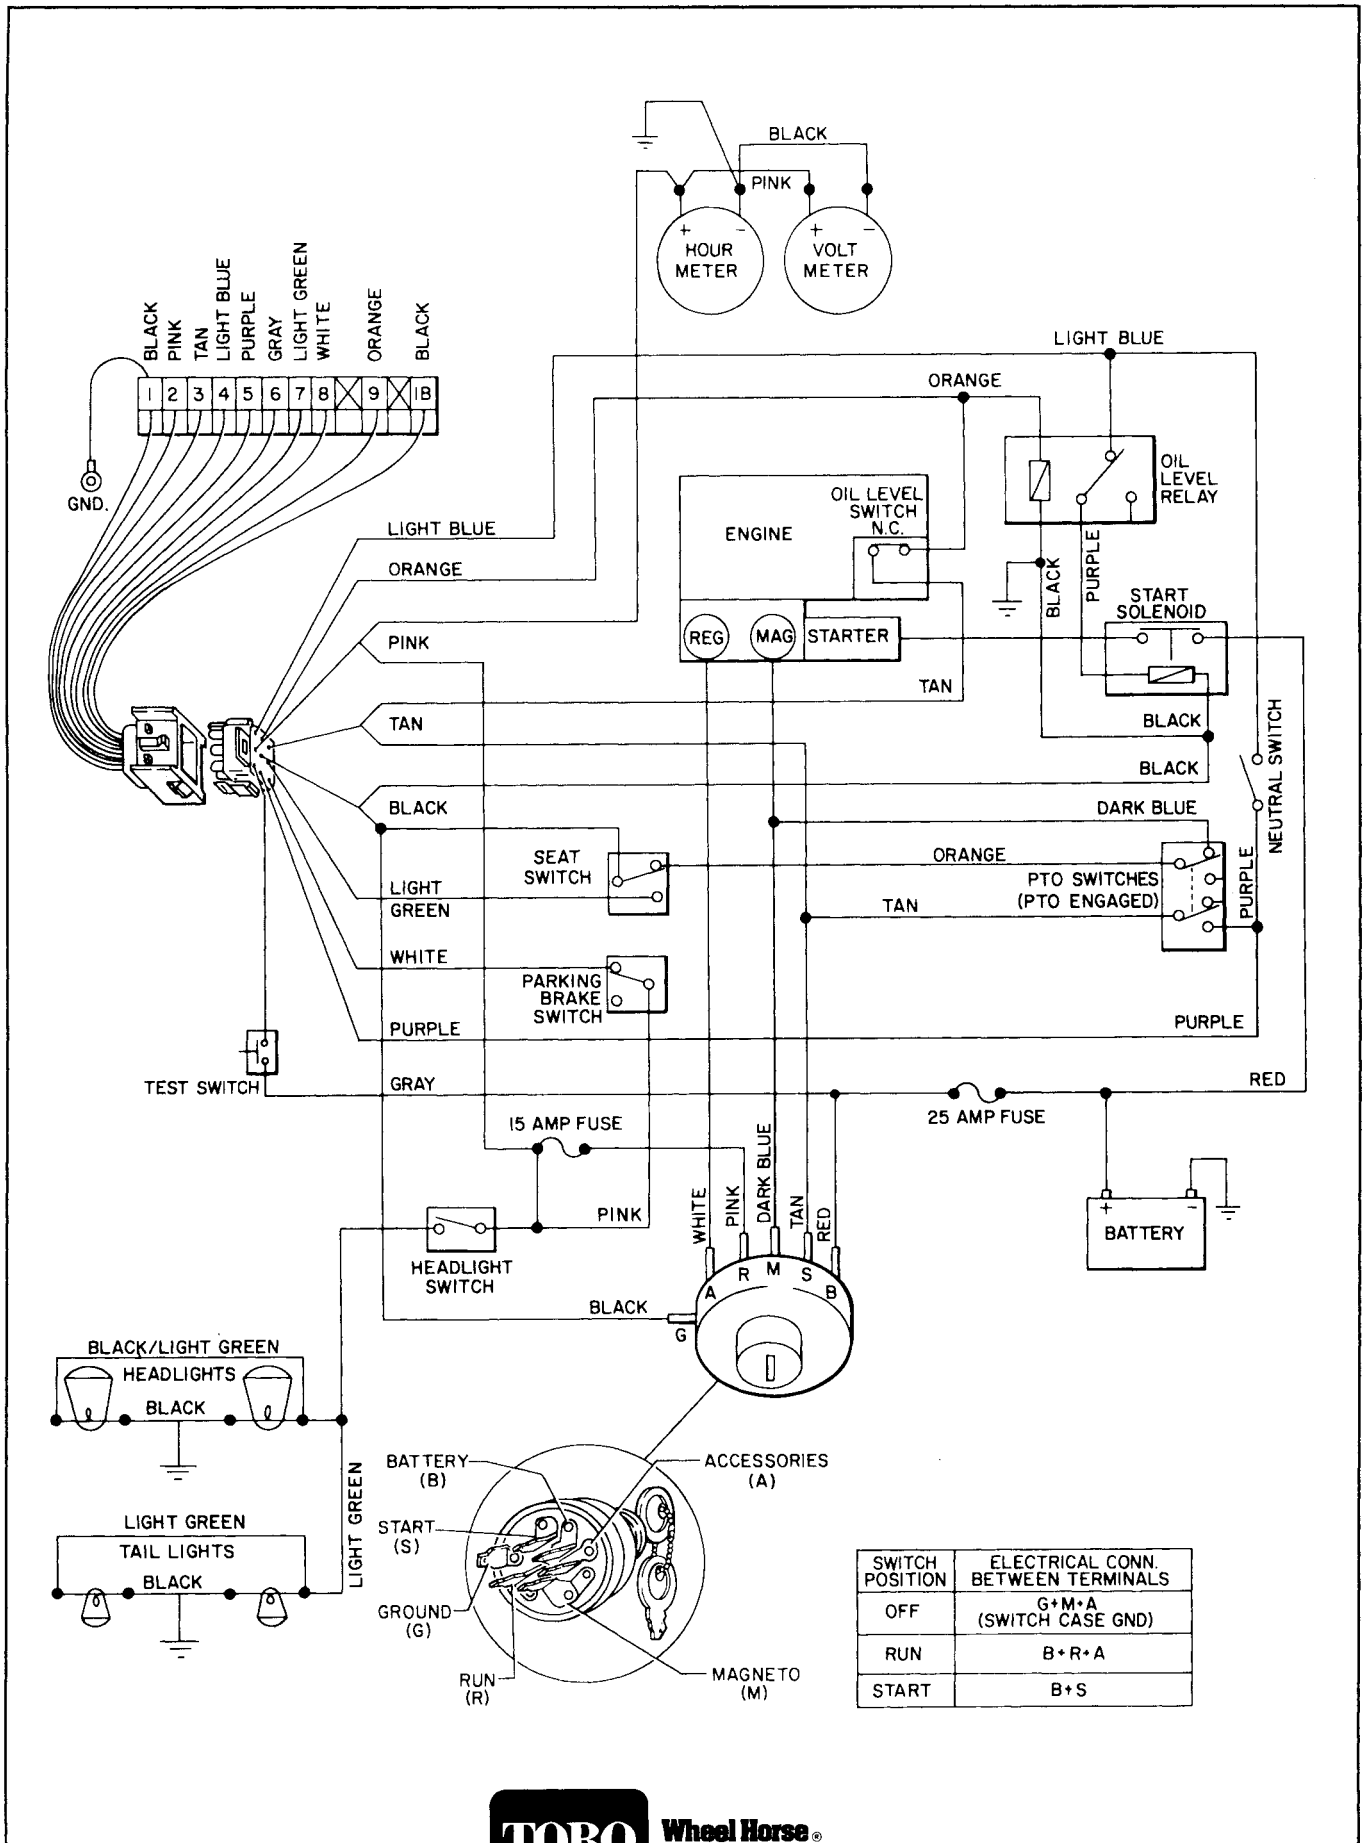 BLACK
PINK
+ -
HOUR
METER
+ -
VOLT
METER
BLACK
PINK
TAN
LIGHT BLUE
PURPLE
GRAY
LIGHT GREEN
WHITE
ORANGE
BLACK
1 2 3 4 5 6 7 8 9 1B
GND.
LIGHT BLUE
ORANGE
OIL
LEVEL
RELAY
ENGINE
OIL LEVEL
SWITCH
N.C.
LIGHT BLUE
ORANGE
BLACK
PURPLE
START
SOLENOID
REG
MAG
STARTER
PINK
TAN
TAN
BLACK
BLACK
NEUTRAL SWITCH
BLACK
DARK BLUE
SEAT
SWITCH
ORANGE
PTO SWITCHES
(PTO ENGAGED)
PURPLE
LIGHT
GREEN
TAN
WHITE
PARKING
BRAKE
SWITCH
PURPLE
PURPLE
TEST SWITCH
GRAY
RED
25 AMP FUSE
15 AMP FUSE
WHITE
PINK
DARK BLUE
TAN
RED
PINK
+ -
BATTERY
HEADLIGHT
SWITCH
A R M S B
BLACK
G
BLACK/LIGHT GREEN
HEADLIGHTS
BLACK
LIGHT GREEN
LIGHT GREEN
TAIL LIGHTS
BLACK
BATTERY
(B)
ACCESSORIES
(A)
START
(S)
GROUND
(G)
RUN
(R)
MAGNETO
(M)
SWITCH
POSITION
ELECTRICAL CONN.
BETWEEN TERMINALS
OFF
G+M+A
(SWITCH CASE GND)
RUN
B+R+A
START
B+S
TORO
Wheel Horse®